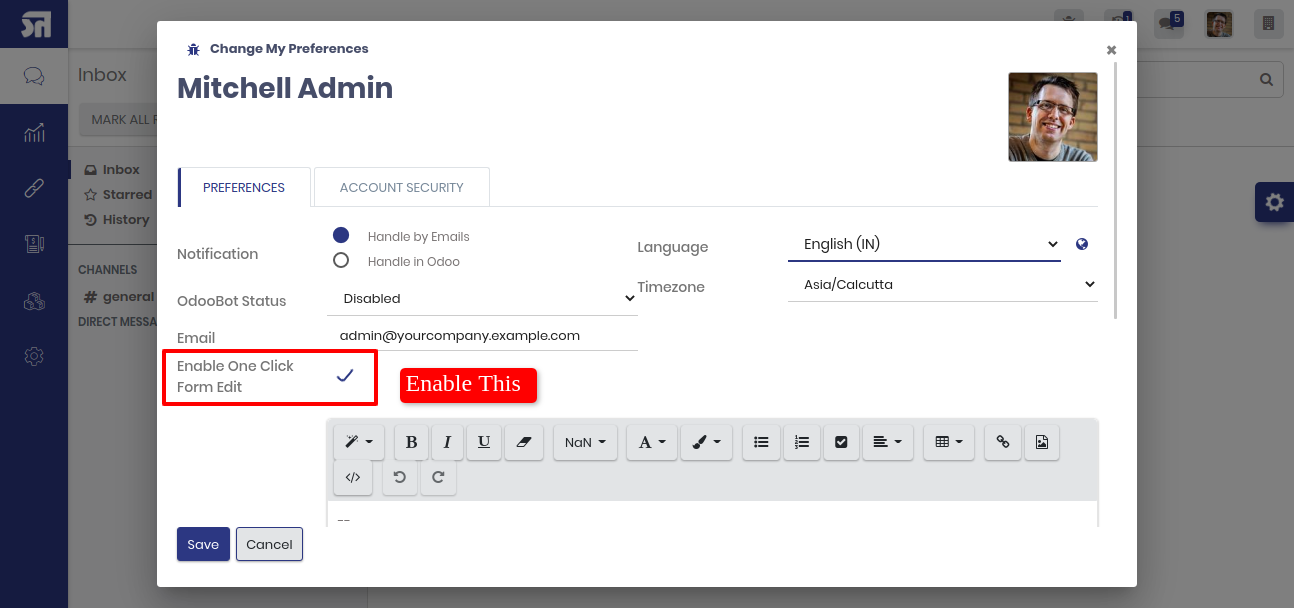 Change My Preferences
Mitchell Admin
PREFERENCES
ACCOUNT SECURITY
Notification
Handle by Emails
Handle in Odoo
OdooBot Status
Disabled
Email
admin@yourcompany.example.com
Enable One Click
Form Edit
Enable This
Language
English (IN)
Timezone
Asia/Calcutta
B I U NaN A
--
Save
Cancel
Inbox
MARK ALL
Inbox
Starred
History
CHANNELS
# general
DIRECT MESSA
1
5